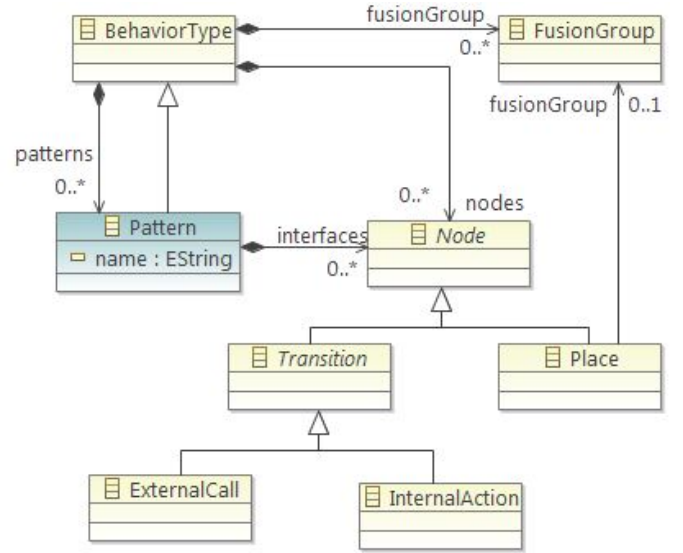 BehaviorType
fusionGroup
0..*
FusionGroup
fusionGroup
0..1
patterns
0..*
0..*
nodes
Pattern
name : EString
interfaces
0..*
Node
Transition
Place
ExternalCall
InternalAction